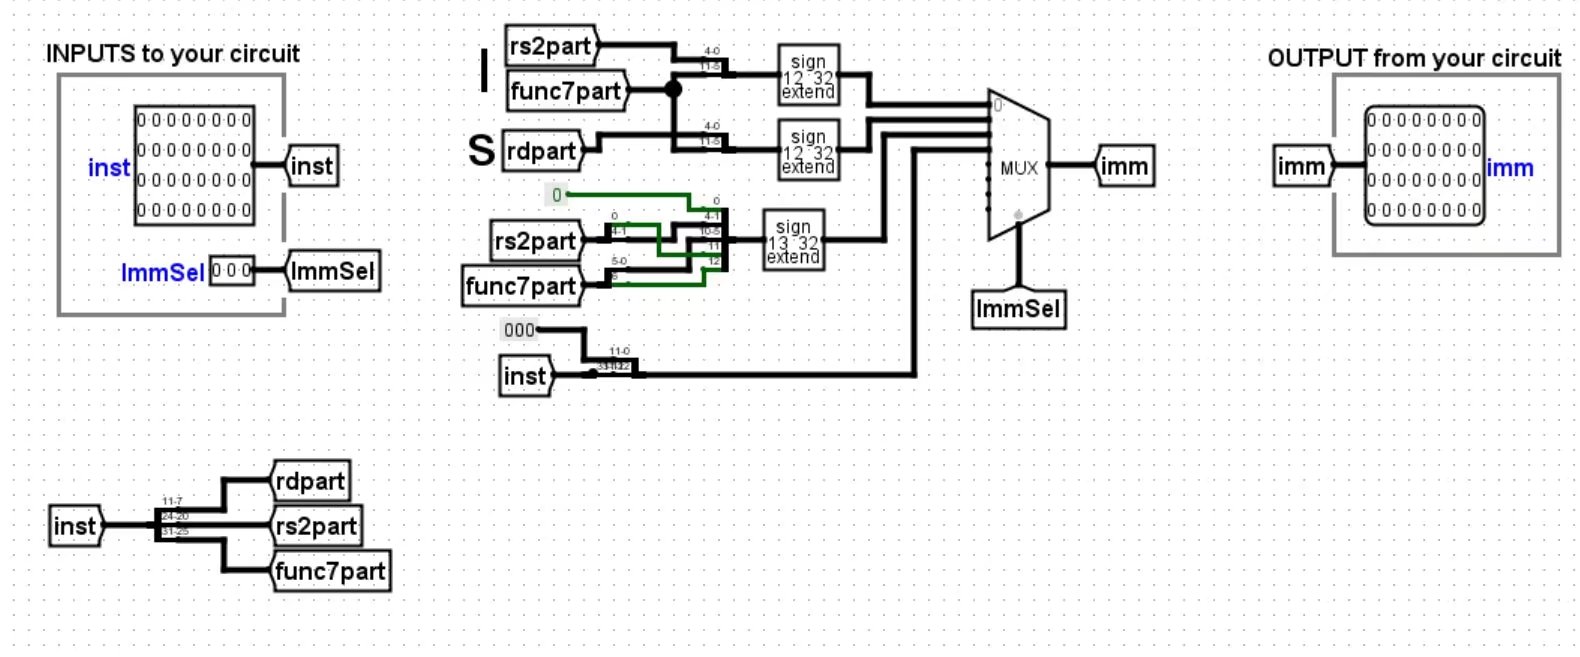 INPUTS to your circuit
inst
0 0 0 0 0 0 0 0
0 0 0 0 0 0 0 0
0 0 0 0 0 0 0 0
0 0 0 0 0 0 0 0
inst
ImmSel
0 0 0
ImmSel
I
rs2part
func7part
4-0
11-5
sign
12 32
extend
S
rdpart
4-0
11-5
sign
12 32
extend
0
rs2part
0
4-1
func7part
5-0
6
0
4-1
10-5
11
12
sign
13 32
extend
000
inst
11-0
0
MUX
ImmSel
imm
OUTPUT from your circuit
imm
0 0 0 0 0 0 0 0
0 0 0 0 0 0 0 0
0 0 0 0 0 0 0 0
0 0 0 0 0 0 0 0
imm
inst
11-7
24-20
31-25
rdpart
rs2part
func7part